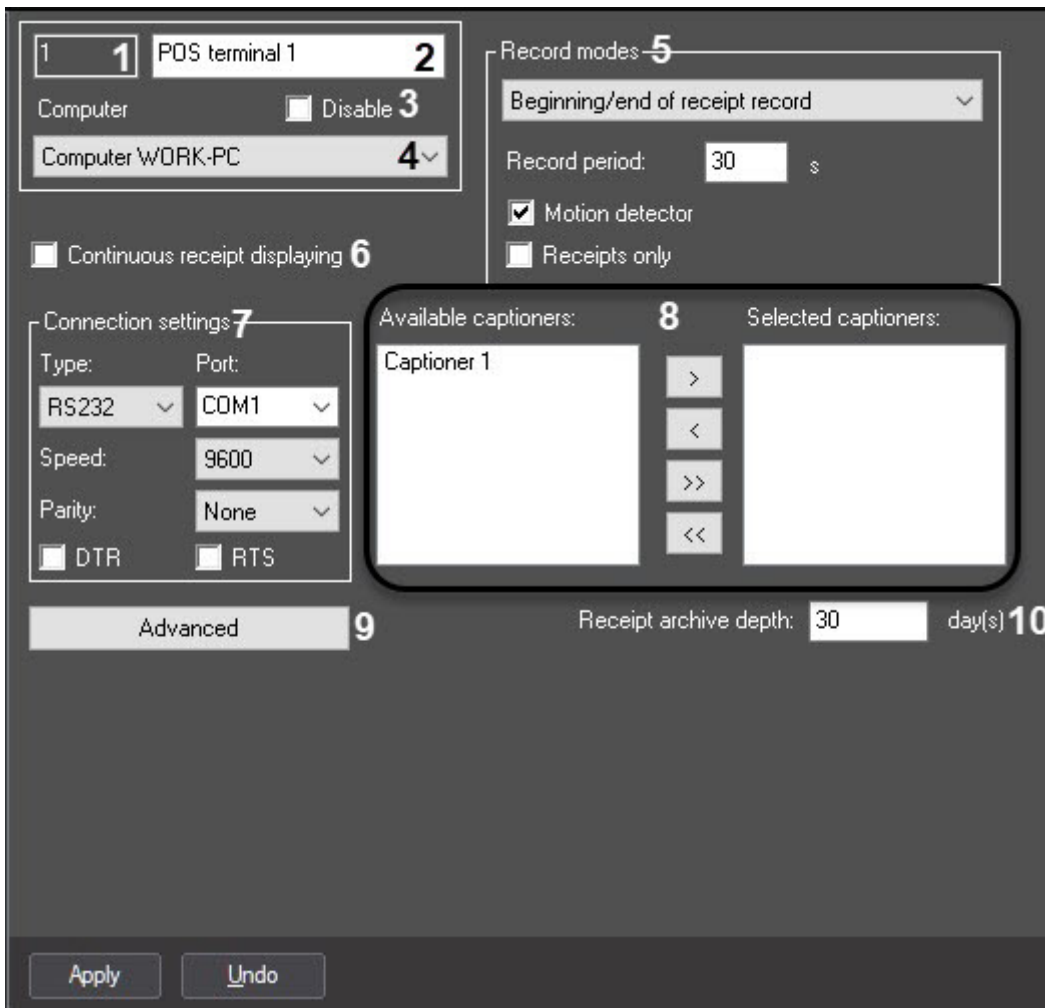 1 1 POS terminal 1 2
Computer Disable 3
Computer WORK-PC 4
Record modes 5
Beginning/end of receipt record
Record period: 30 s
Motion detector
Receipts only
Continuous receipt displaying 6
Connection settings 7
Type: Port:
RS232 COM1
Speed: 9600
Parity: None
DTR RTS
Available captioners: 8 Selected captioners:
Captioner 1
>
<
>>
<<
Advanced 9
Receipt archive depth: 30 day(s) 10
Apply Undo